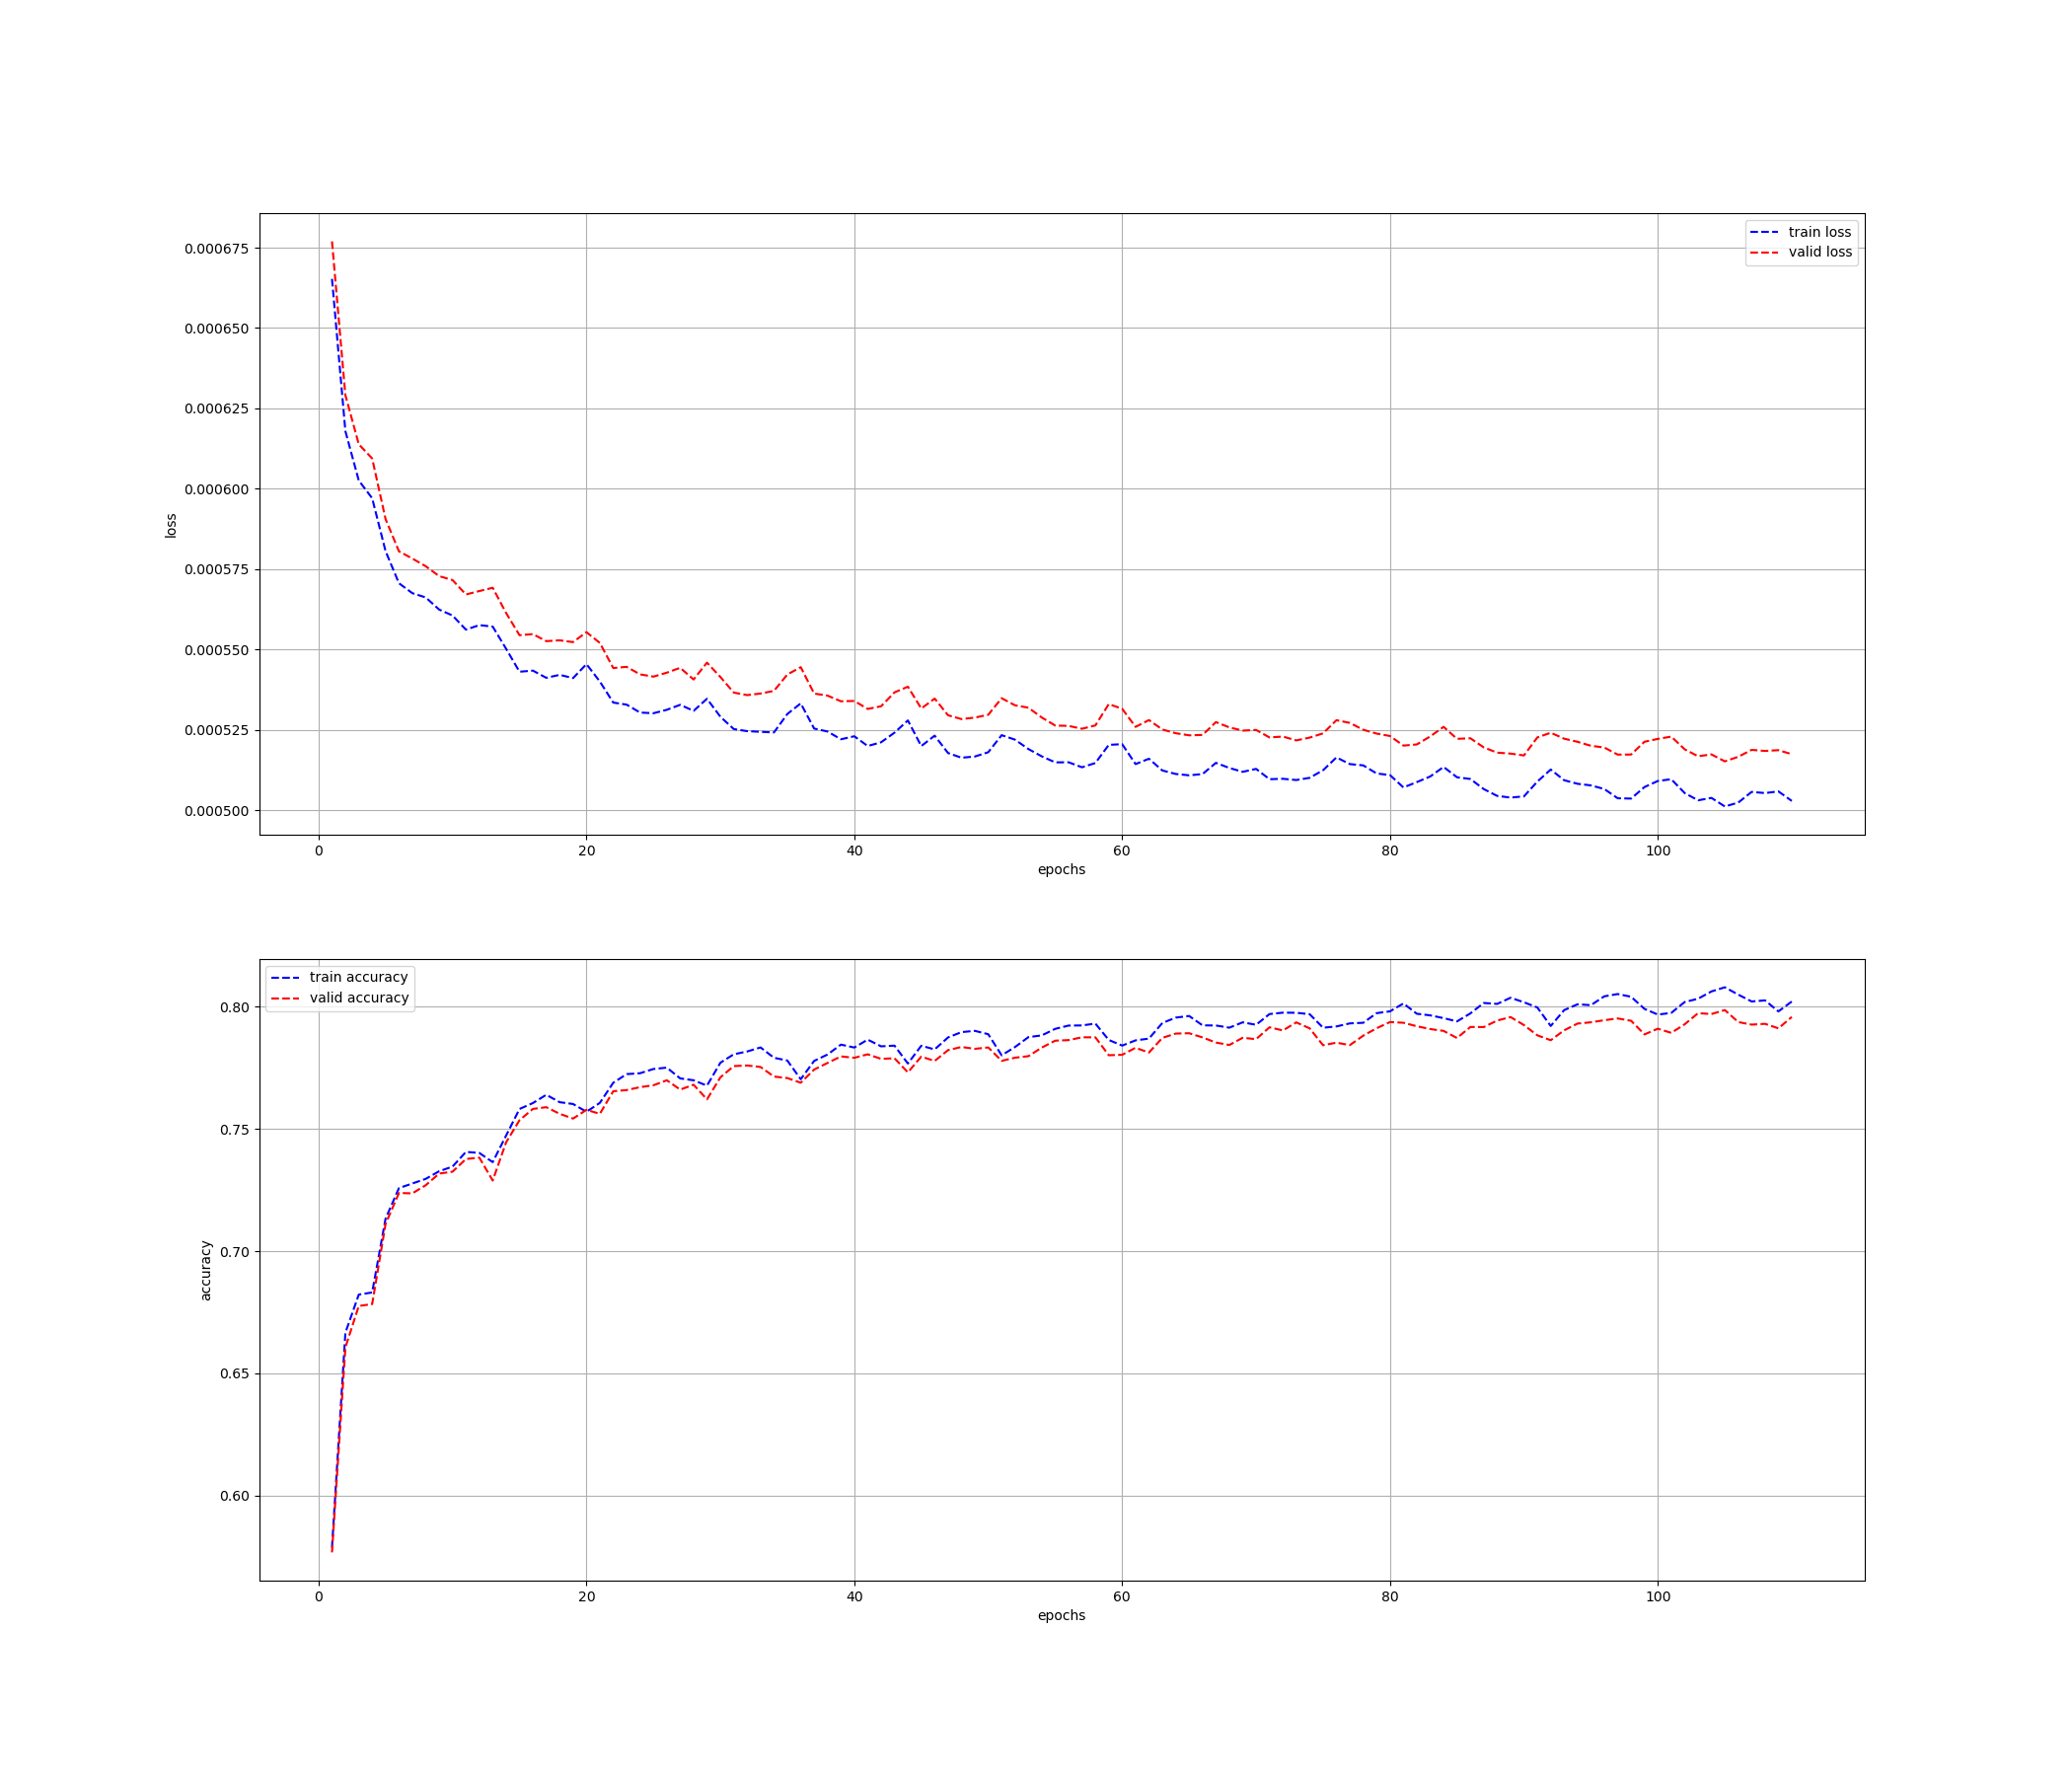 train loss
valid loss
0.000675
0.000650
0.000625
0.000600
0.000575
0.000550
0.000525
0.000500
loss
0 20 40 60 80 100
epochs
train accuracy
valid accuracy
0.80
0.75
0.70
0.65
0.60
accuracy
0 20 40 60 80 100
epochs